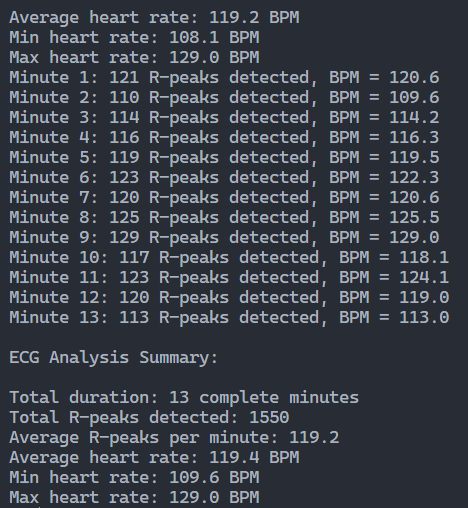 Average heart rate: 119.2 BPM
Min heart rate: 108.1 BPM
Max heart rate: 129.0 BPM
Minute 1: 121 R-peaks detected, BPM = 120.6
Minute 2: 110 R-peaks detected, BPM = 109.6
Minute 3: 114 R-peaks detected, BPM = 114.2
Minute 4: 116 R-peaks detected, BPM = 116.3
Minute 5: 119 R-peaks detected, BPM = 119.5
Minute 6: 123 R-peaks detected, BPM = 122.3
Minute 7: 120 R-peaks detected, BPM = 120.6
Minute 8: 125 R-peaks detected, BPM = 125.5
Minute 9: 129 R-peaks detected, BPM = 129.0
Minute 10: 117 R-peaks detected, BPM = 118.1
Minute 11: 123 R-peaks detected, BPM = 124.1
Minute 12: 120 R-peaks detected, BPM = 119.0
Minute 13: 113 R-peaks detected, BPM = 113.0
ECG Analysis Summary:
Total duration: 13 complete minutes
Total R-peaks detected: 1550
Average R-peaks per minute: 119.2
Average heart rate: 119.4 BPM
Min heart rate: 109.6 BPM
Max heart rate: 129.0 BPM